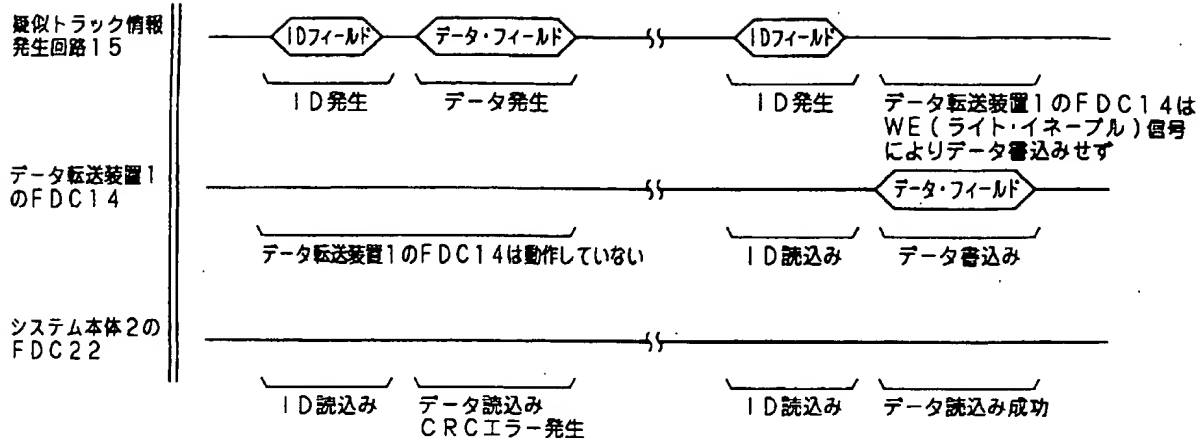 疑似トラック情報
発生回路15
IDフィールド
データ・フィールド
IDフィールド
ID発生
データ発生
ID発生
データ転送装置1のFDC14は
WE(ライト・イネーブル)信号
によりデータ書込みせず
データ転送装置1
のFDC14
データ・フィールド
データ転送装置1のFDC14は動作していない
ID読込み
データ書込み
システム本体2の
FDC22
ID読込み
データ読込み
CRCエラー発生
ID読込み
データ読込み成功